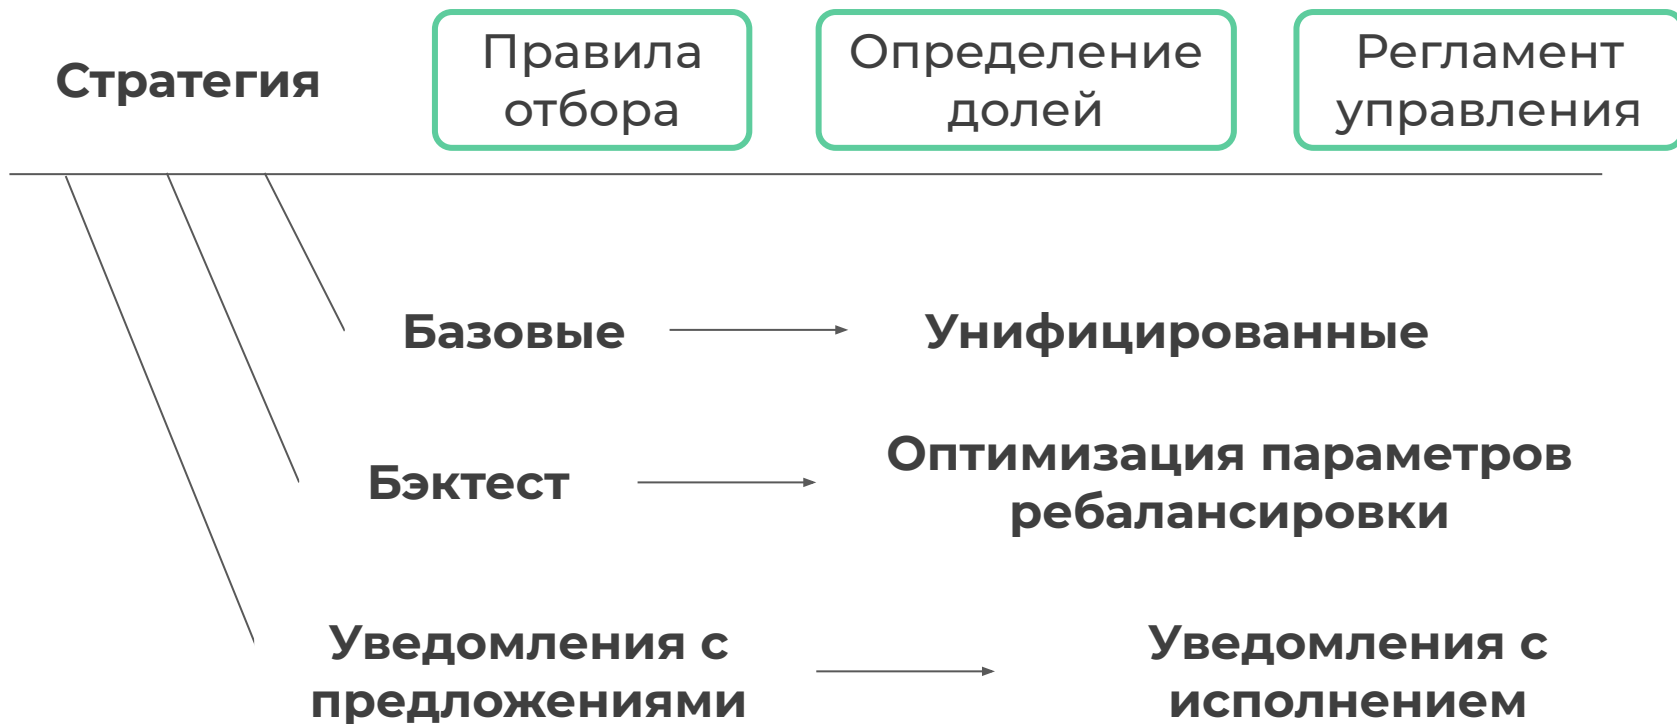 Стратегия
Правила
отбора
Определение
долей
Регламент
управления
Базовые
Унифицированные
Бэктест
Оптимизация параметров
ребалансировки
Уведомления с
предложениями
Уведомления с
исполнением